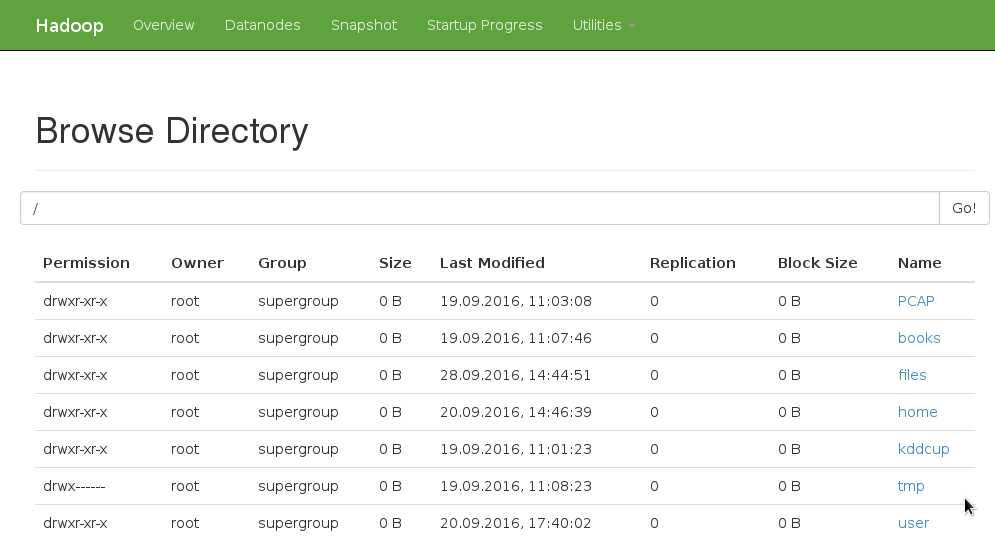 Hadoop Overview Datanodes Snapshot Startup Progress Utilities
Browse Directory
/ Go!
Permission Owner Group Size Last Modified Replication Block Size Name
drwxr-xr-x root supergroup 0 B 19.09.2016, 11:03:08 0 0 B PCAP
drwxr-xr-x root supergroup 0 B 19.09.2016, 11:07:46 0 0 B books
drwxr-xr-x root supergroup 0 B 28.09.2016, 14:44:51 0 0 B files
drwxr-xr-x root supergroup 0 B 20.09.2016, 14:46:39 0 0 B home
drwxr-xr-x root supergroup 0 B 19.09.2016, 11:01:23 0 0 B kddcup
drwx------ root supergroup 0 B 19.09.2016, 11:08:23 0 0 B tmp
drwxr-xr-x root supergroup 0 B 20.09.2016, 17:40:02 0 0 B user